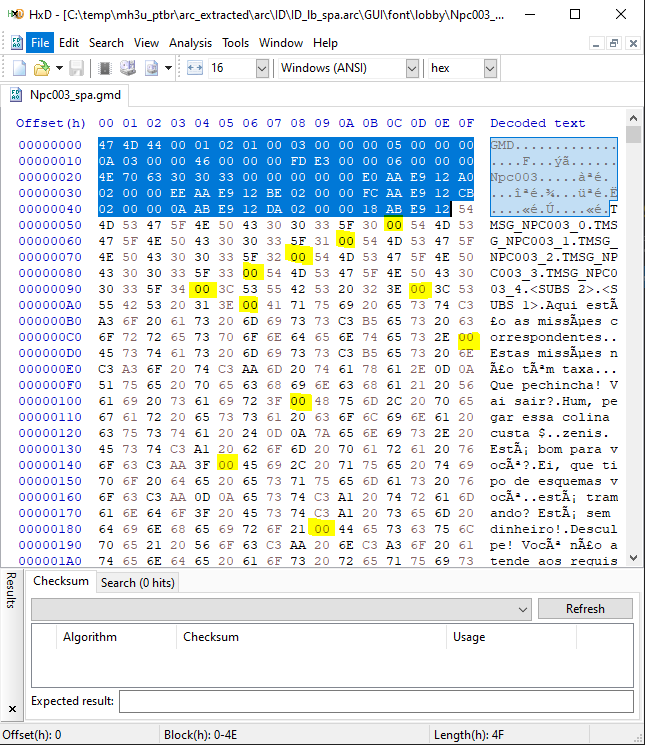 HxD - [C:\temp\mh3u_ptbr\arc_extracted\arc\ID\ID_lb_spa.arc\GUI\font\lobby\Npc003_...
File Edit Search View Analysis Tools Window Help
16 Windows (ANSI) hex
Npc003_spa.gmd
Offset(h) 00 01 02 03 04 05 06 07 08 09 0A 0B 0C 0D 0E 0F Decoded text
00000000 47 4D 44 00 01 02 01 00 03 00 00 00 05 00 00 00 GMD.............
00000010 0A 03 00 00 46 00 00 00 FD E3 00 00 06 00 00 00 ....F...ýã......
00000020 4E 70 63 30 30 33 00 00 00 00 00 E0 AA E9 12 A0 Npc003.....àªé. 
00000030 02 00 00 EE AA E9 12 BE 02 00 00 FC AA E9 12 CB ...îªé.¾...üªé.Ë
00000040 02 00 00 0A AB E9 12 DA 02 00 00 18 AB E9 12 54 ....«é.Ú....«é.T
00000050 4D 53 47 5F 4E 50 43 30 30 33 5F 30 00 54 4D 53 MSG_NPC003_0.TMS
00000060 47 5F 4E 50 43 30 30 33 5F 31 00 54 4D 53 47 5F G_NPC003_1.TMSG_
00000070 4E 50 43 30 30 33 5F 32 00 54 4D 53 47 5F 4E 50 NPC003_2.TMSG_NP
00000080 43 30 30 33 5F 33 00 54 4D 53 47 5F 4E 50 43 30 C003_3.TMSG_NPC0
00000090 30 33 5F 34 00 3C 53 55 42 53 20 32 3E 00 3C 53 03_4.<SUBS 2>.<S
000000A0 55 42 53 20 31 3E 00 41 71 75 69 20 65 73 74 C3 UBS 1>.Aqui estÃ
000000B0 A3 6F 20 61 73 20 6D 69 73 73 C3 B5 65 73 20 63 £o as missÃµes c
000000C0 6F 72 72 65 73 70 6F 6E 64 65 6E 74 65 73 2E 00 orrespondentes..
000000D0 45 73 74 61 73 20 6D 69 73 73 C3 B5 65 73 20 6E Estas missÃµes n
000000E0 C3 A3 6F 20 74 C3 AA 6D 20 74 61 78 61 2E 0D 0A Ã£o tÃªm taxa...
000000F0 51 75 65 20 70 65 63 68 69 6E 63 68 61 21 20 56 Que pechincha! V
00000100 61 69 20 73 61 69 72 3F 00 48 75 6D 2C 20 70 65 ai sair?.Hum, pe
00000110 67 61 72 20 65 73 73 61 20 63 6F 6C 69 6E 61 20 gar essa colina
00000120 63 75 73 74 61 20 24 0D 0A 7A 65 6E 69 73 2E 20 custa $..zenis.
00000130 45 73 74 C3 A1 20 62 6F 6D 20 70 61 72 61 20 76 EstÃ¡ bom para v
00000140 6F 63 C3 AA 3F 00 45 69 2C 20 71 75 65 20 74 69 ocÃª?.Ei, que ti
00000150 70 6F 20 64 65 20 65 73 71 75 65 6D 61 73 20 76 po de esquemas v
00000160 6F 63 C3 AA 0D 0A 65 73 74 C3 A1 20 74 72 61 6D ocÃª..estÃ¡ tram
00000170 61 6E 64 6F 3F 20 45 73 74 C3 A1 20 73 65 6D 20 ando? EstÃ¡ sem
00000180 64 69 6E 68 65 69 72 6F 21 00 44 65 73 63 75 6C dinheiro!.Descul
00000190 70 65 21 20 56 6F 63 C3 AA 20 6E C3 A3 6F 20 61 pe! VocÃª nÃ£o a
000001A0 74 65 6E 64 65 20 61 6F 73 20 72 65 71 75 69 73 tende aos requis
Results
Checksum Search (0 hits)
Refresh
Algorithm Checksum Usage
Expected result:
Offset(h): 0 Block(h): 0-4E Length(h): 4F